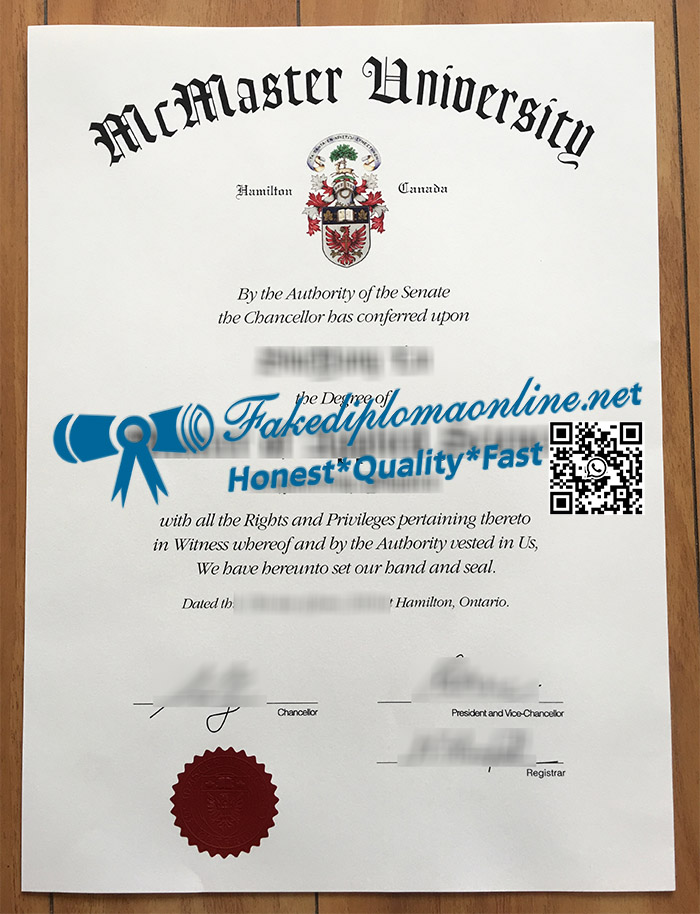 McMaster University
Hamilton Canada
By the Authority of the Senate
the Chancellor has conferred upon
the Degree of
Fakediplomaonline.net
Honest*Quality*Fast
with all the Rights and Privileges pertaining thereto
in Witness whereof and by the Authority vested in Us,
We have hereunto set our hand and seal.
Dated th Hamilton, Ontario.
Chancellor
President and Vice-Chancellor
Registrar